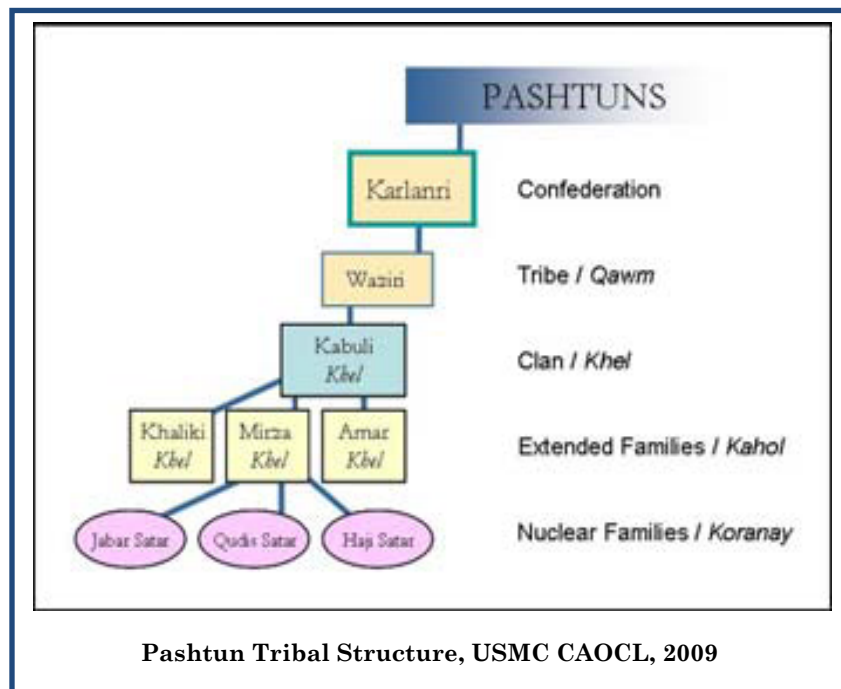 PASHTUNS
Karlanri
Confederation
Waziri
Tribe / Qawm
Kabuli
Khel
Clan / Khel
Khaliki
Khel
Mirza
Khel
Amar
Khel
Extended Families / Kahol
Jabar Satar
Qudis Satar
Haji Satar
Nuclear Families / Koranay
Pashtun Tribal Structure, USMC CAOCL, 2009